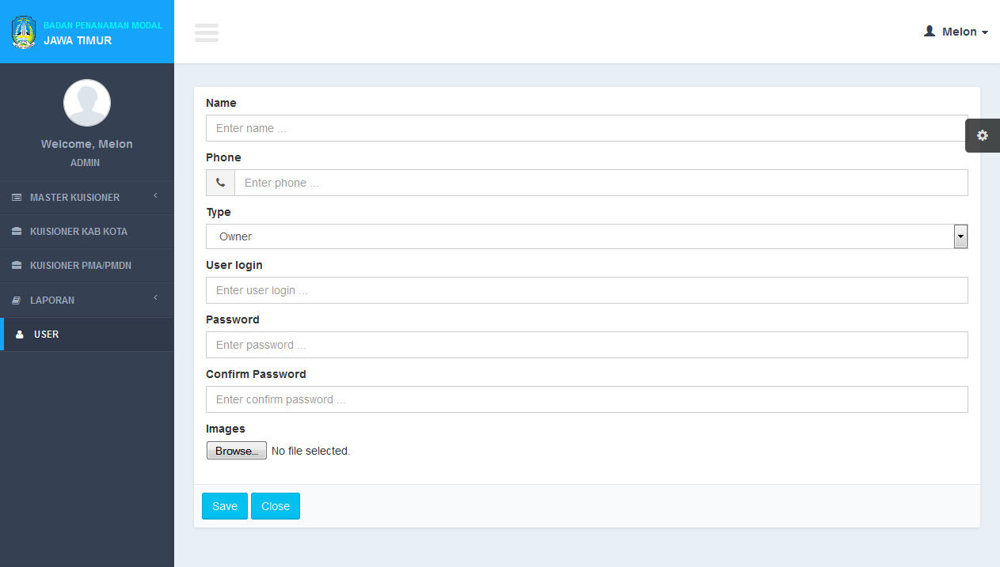 BADAN PENANAMAN MODAL
JAWA TIMUR
Melon
Welcome, Melon
ADMIN
MASTER KUISIONER
KUISIONER KAB KOTA
KUISIONER PMA/PMDN
LAPORAN
USER
Name
Enter name ...
Phone
Enter phone ...
Type
Owner
User login
Enter user login ...
Password
Enter password ...
Confirm Password
Enter confirm password ...
Images
Browse... No file selected.
Save Close